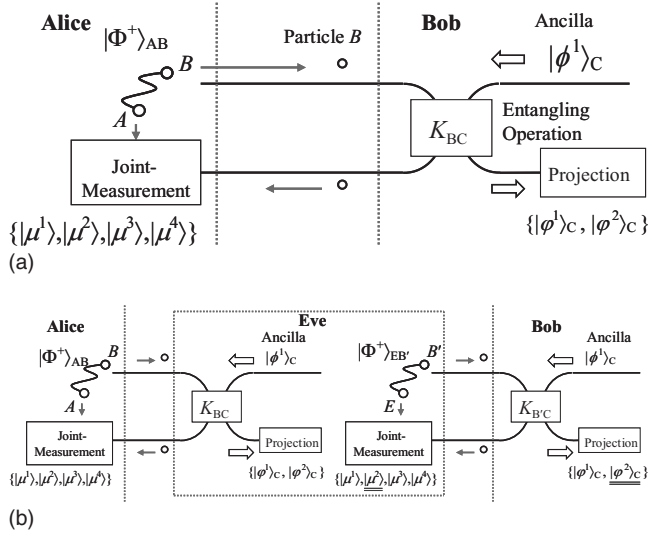 Alice
Bob
Ancilla
|Φ⁺⟩AB
Particle B
|ϕ¹⟩C
B
A
KBC
Entangling
Operation
Joint-
Measurement
Projection
{|μ¹⟩,|μ²⟩,|μ³⟩,|μ⁴⟩}
{|φ¹⟩C, |φ²⟩C}
(a)
Alice
Eve
Bob
Ancilla
Ancilla
|Φ⁺⟩AB
B
|ϕ¹⟩C
|Φ⁺⟩EB′
B′
|ϕ¹⟩C
A
KBC
E
KB′C
Joint-
Measurement
Projection
Joint-
Measurement
Projection
{|μ¹⟩,|μ²⟩,|μ³⟩,|μ⁴⟩}
{|φ¹⟩C, |φ²⟩C}
{|μ¹⟩,|μ²⟩,|μ³⟩,|μ⁴⟩}
{|φ¹⟩C, |φ²⟩C}
(b)